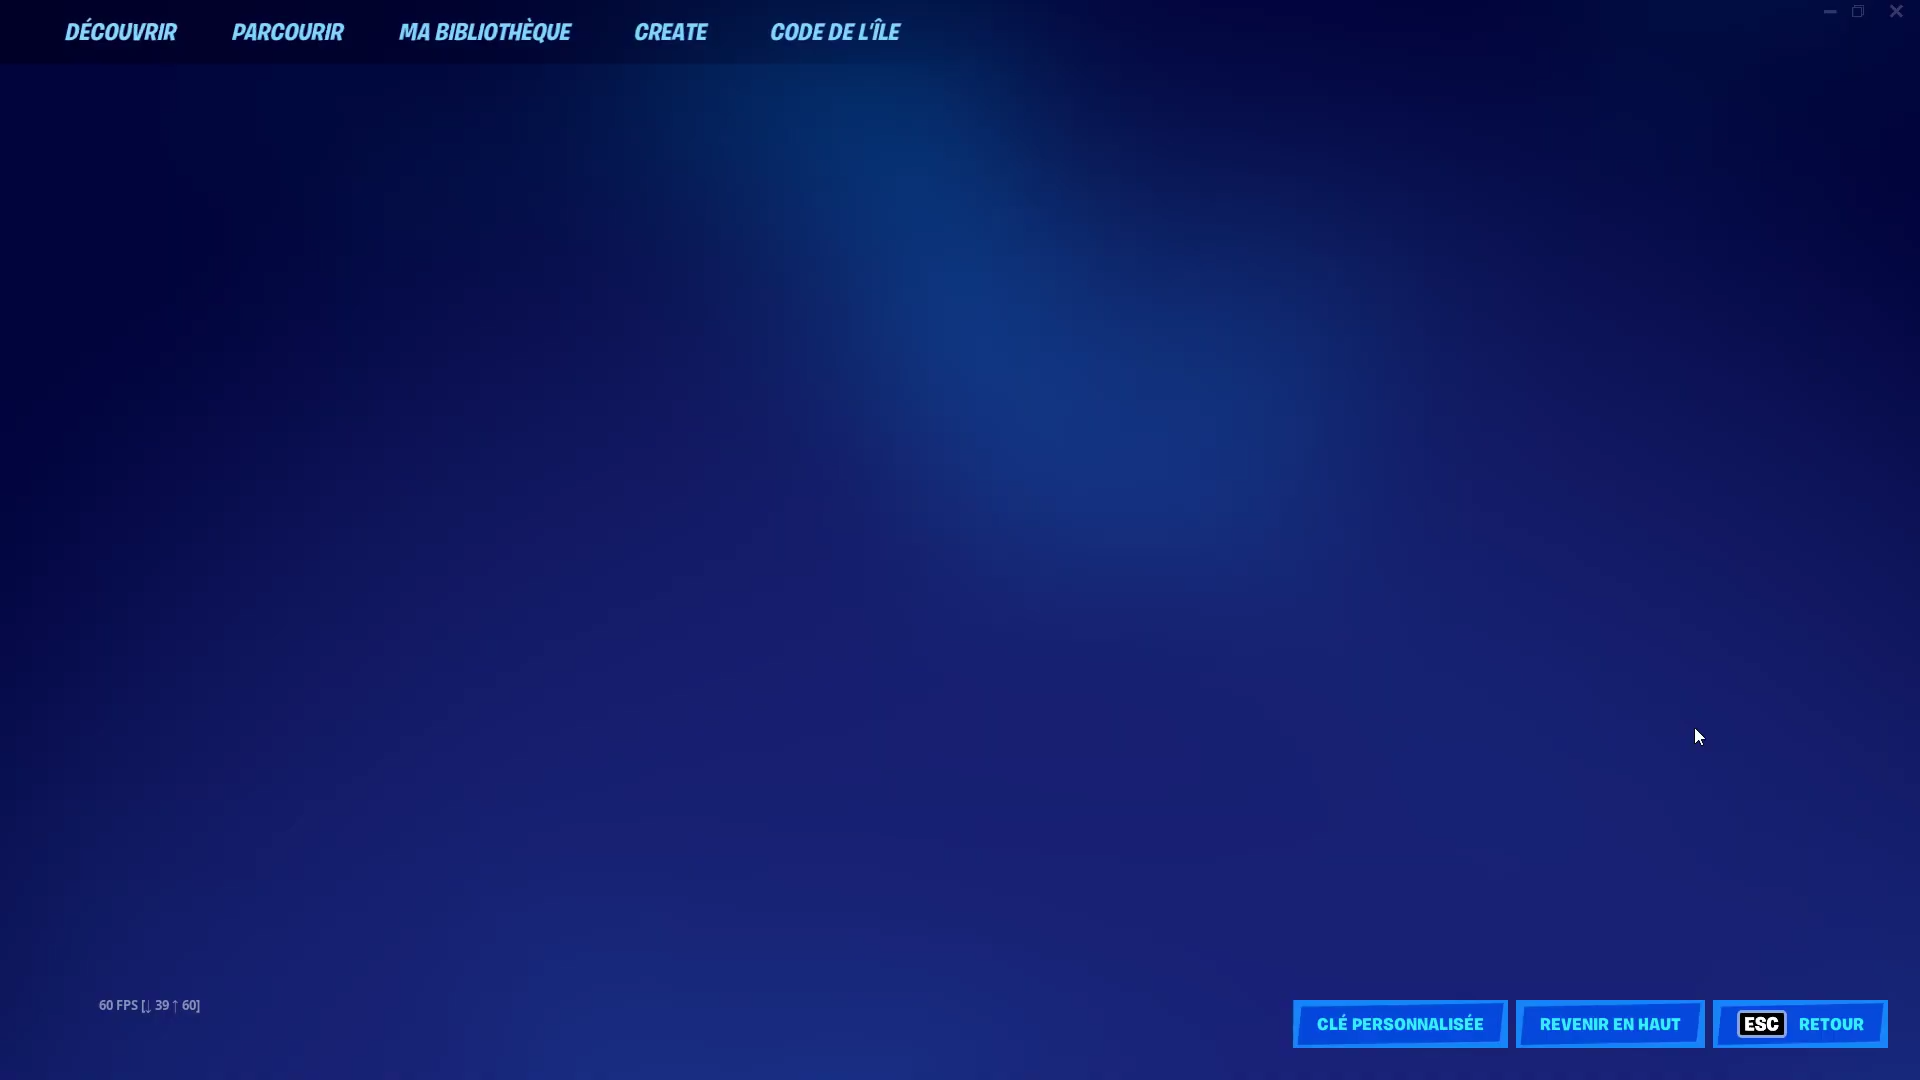 DÉCOUVRIR PARCOURIR MA BIBLIOTHÈQUE CREATE CODE DE L'ÎLE
60 FPS [↓ 39 ↑ 60]
CLÉ PERSONNALISÉE REVENIR EN HAUT ESC RETOUR